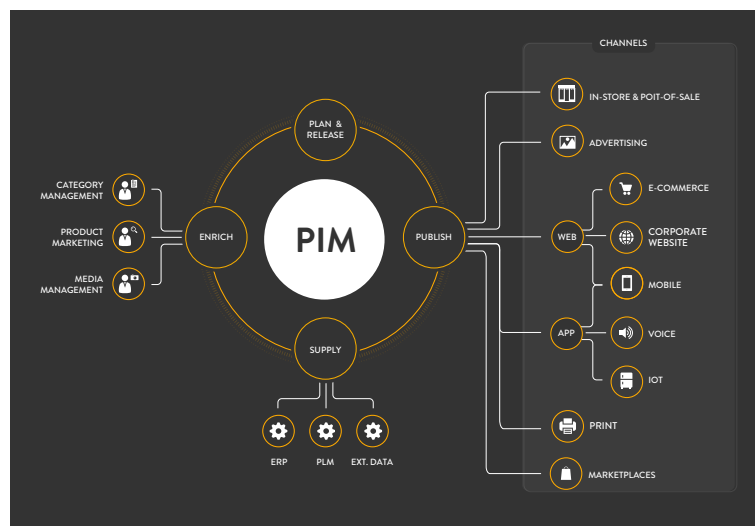 CHANNELS
PLAN &
RELEASE
IN-STORE & POIT-OF-SALE
ADVERTISING
CATEGORY
MANAGEMENT
PRODUCT
MARKETING
MEDIA
MANAGEMENT
ENRICH
PIM
PUBLISH
WEB
E-COMMERCE
CORPORATE
WEBSITE
MOBILE
APP
VOICE
IOT
SUPPLY
ERP
PLM
EXT. DATA
PRINT
MARKETPLACES